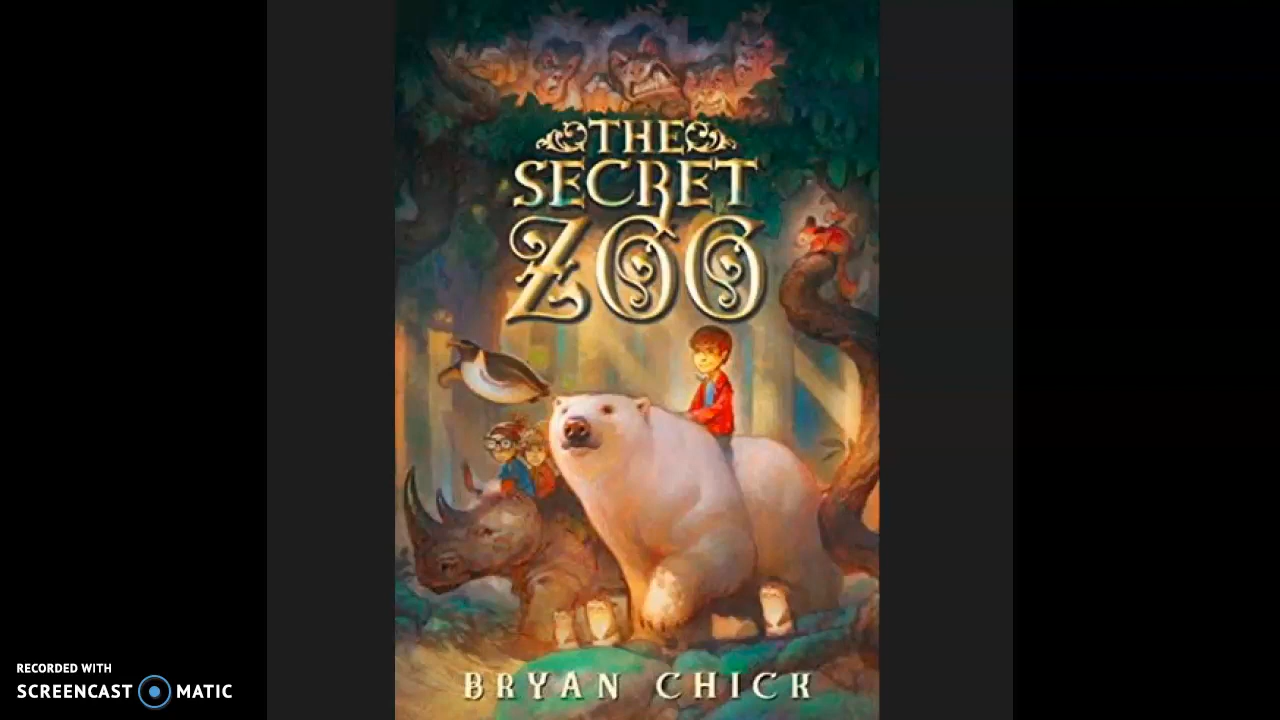 THE
SECRET
ZOO
BRYAN CHICK
RECORDED WITH
SCREENCAST MATIC